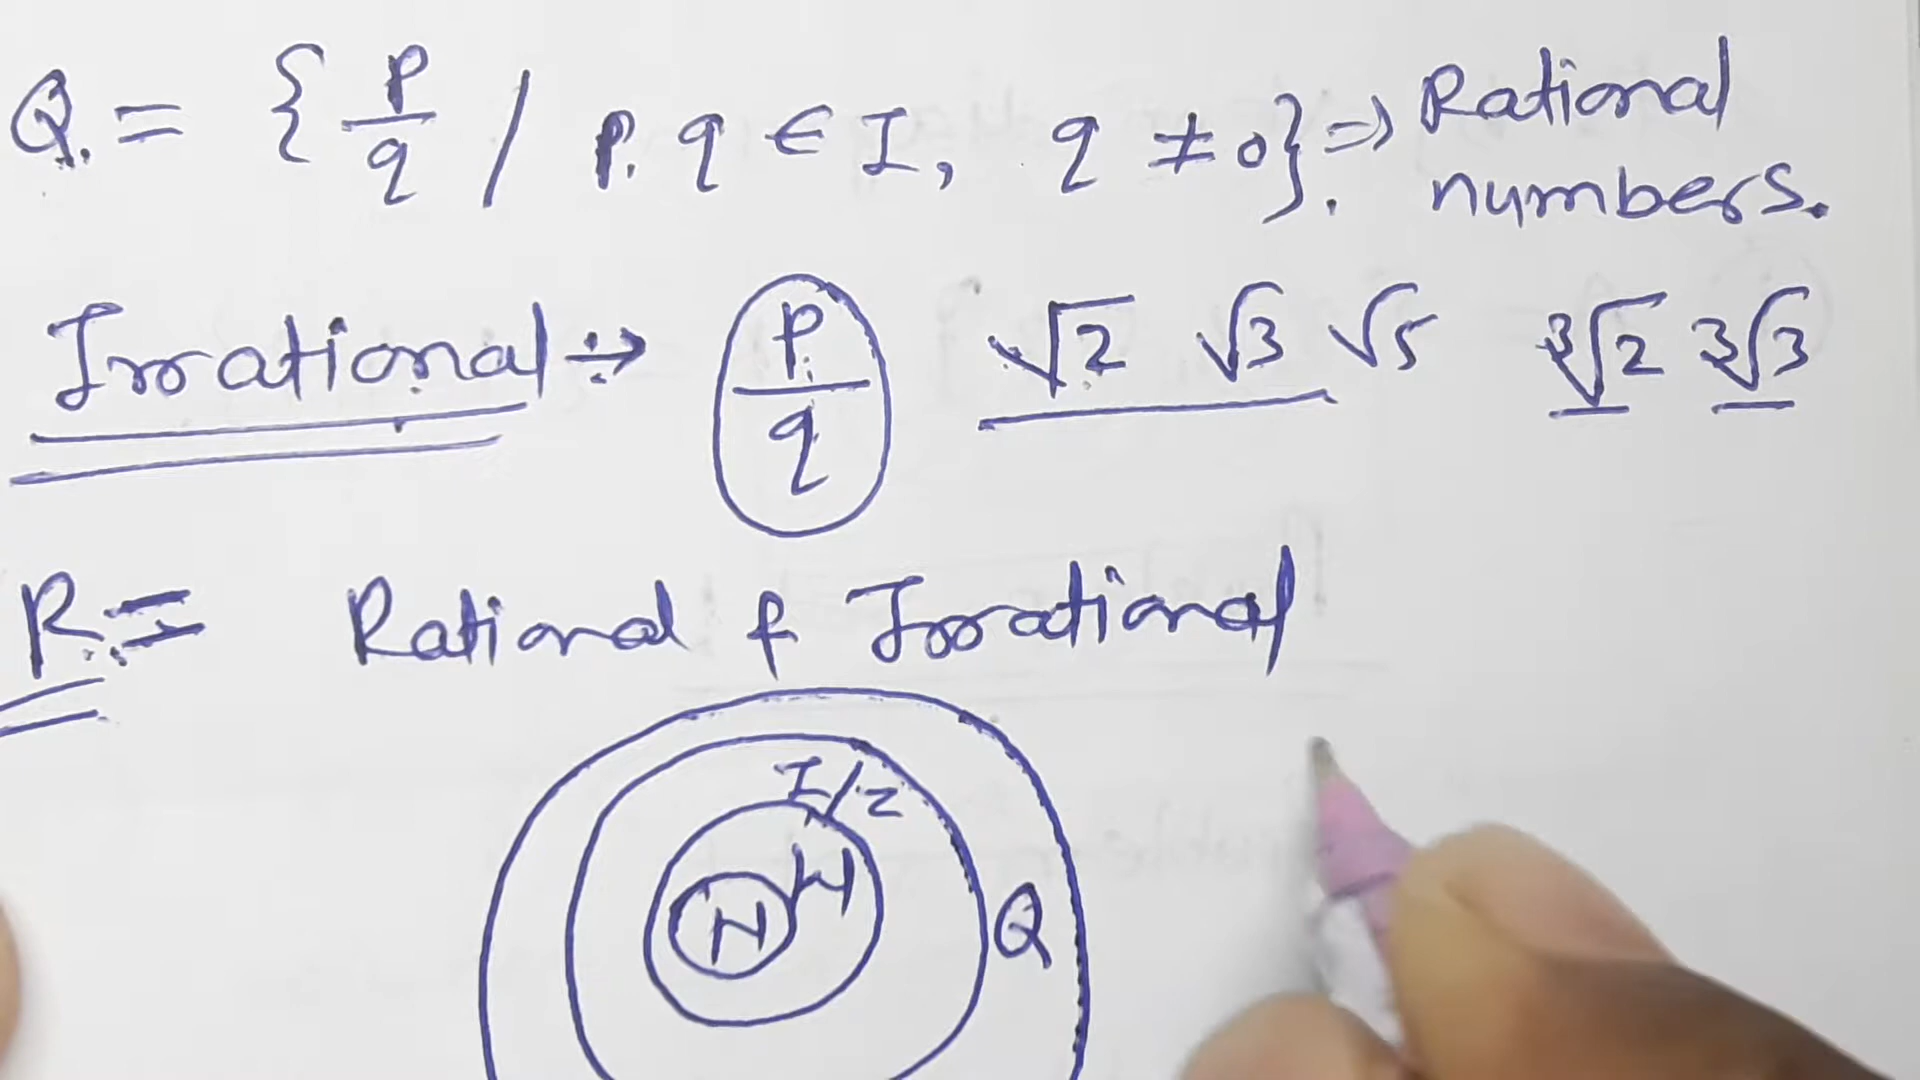 Q = {p/q / p, q ∈ I, q ≠ 0}. ⇒ Rational
numbers.
Irrational → p/q √2 √3 √5 ∛2 ∛3
R = Rational & Irrational
I/Z
W
N
Q